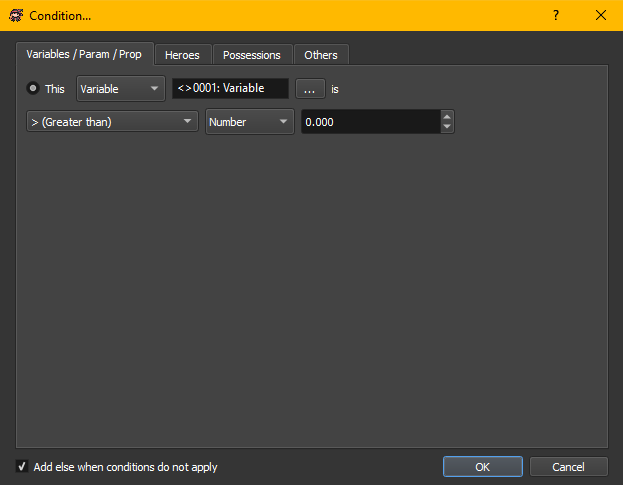 Condition...
?
Variables / Param / Prop Heroes Possessions Others
This Variable <>0001: Variable ... is
> (Greater than) Number 0.000
Add else when conditions do not apply OK Cancel